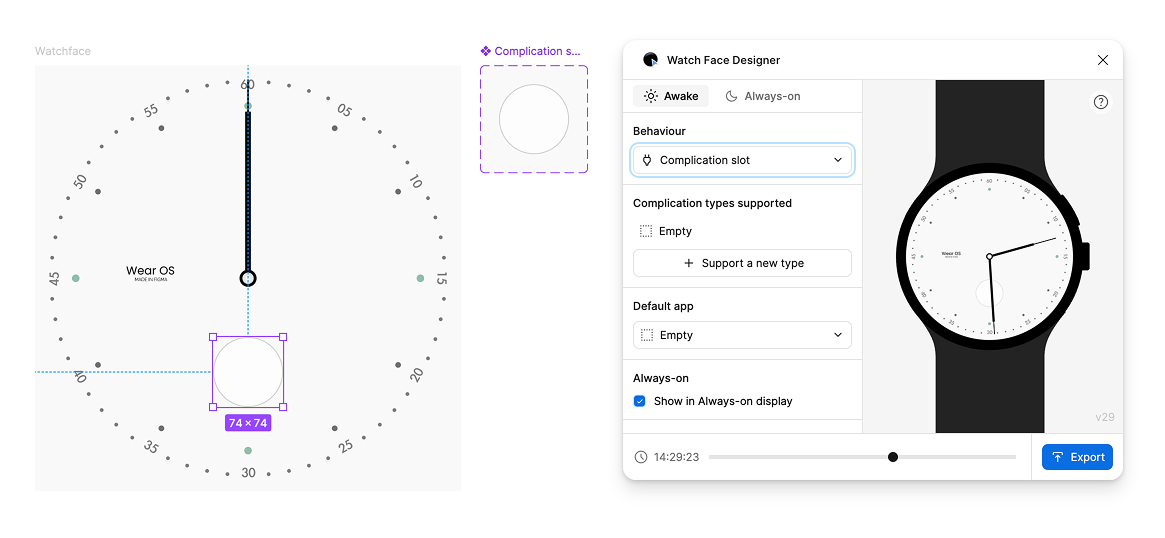 Watchface
60
55
05
50
10
45
15
Wear OS
MADE IN FIGMA
40
20
74 × 74
35
25
30
Complication s...
Watch Face Designer
Awake
Always-on
Behaviour
Complication slot
Complication types supported
Empty
+ Support a new type
Default app
Empty
Always-on
Show in Always-on display
?
Wear OS
v29
14:29:23
Export